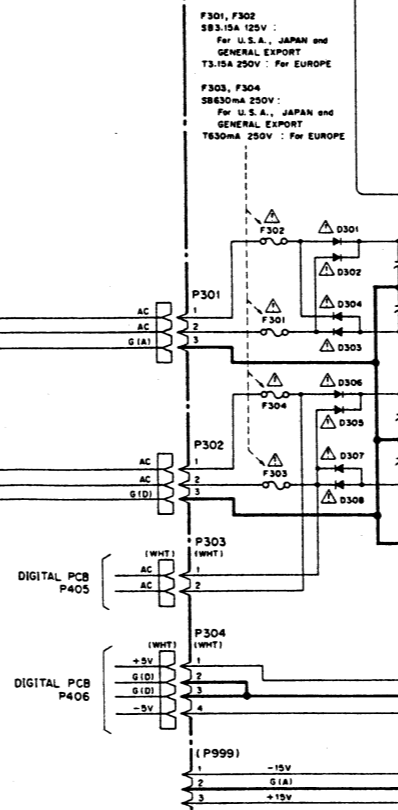 F301, F302
SB3.15A 125V :
For U.S.A., JAPAN and
GENERAL EXPORT
T3.15A 250V : For EUROPE
F303, F304
SB630mA 250V :
For U.S.A., JAPAN and
GENERAL EXPORT
T630mA 250V : For EUROPE
F302
D301
D302
P301
AC 1
AC 2
G(A) 3
F301
D304
D303
F304
D306
D305
P302
AC 1
AC 2
G(D) 3
F303
D307
D308
P303
(WHT) (WHT)
DIGITAL PCB
P405
AC 1
AC 2
P304
(WHT) (WHT)
DIGITAL PCB
P406
+5V 1
G(D) 2
G(D) 3
-5V 4
(P999)
1 -15V
2 G(A)
3 +15V